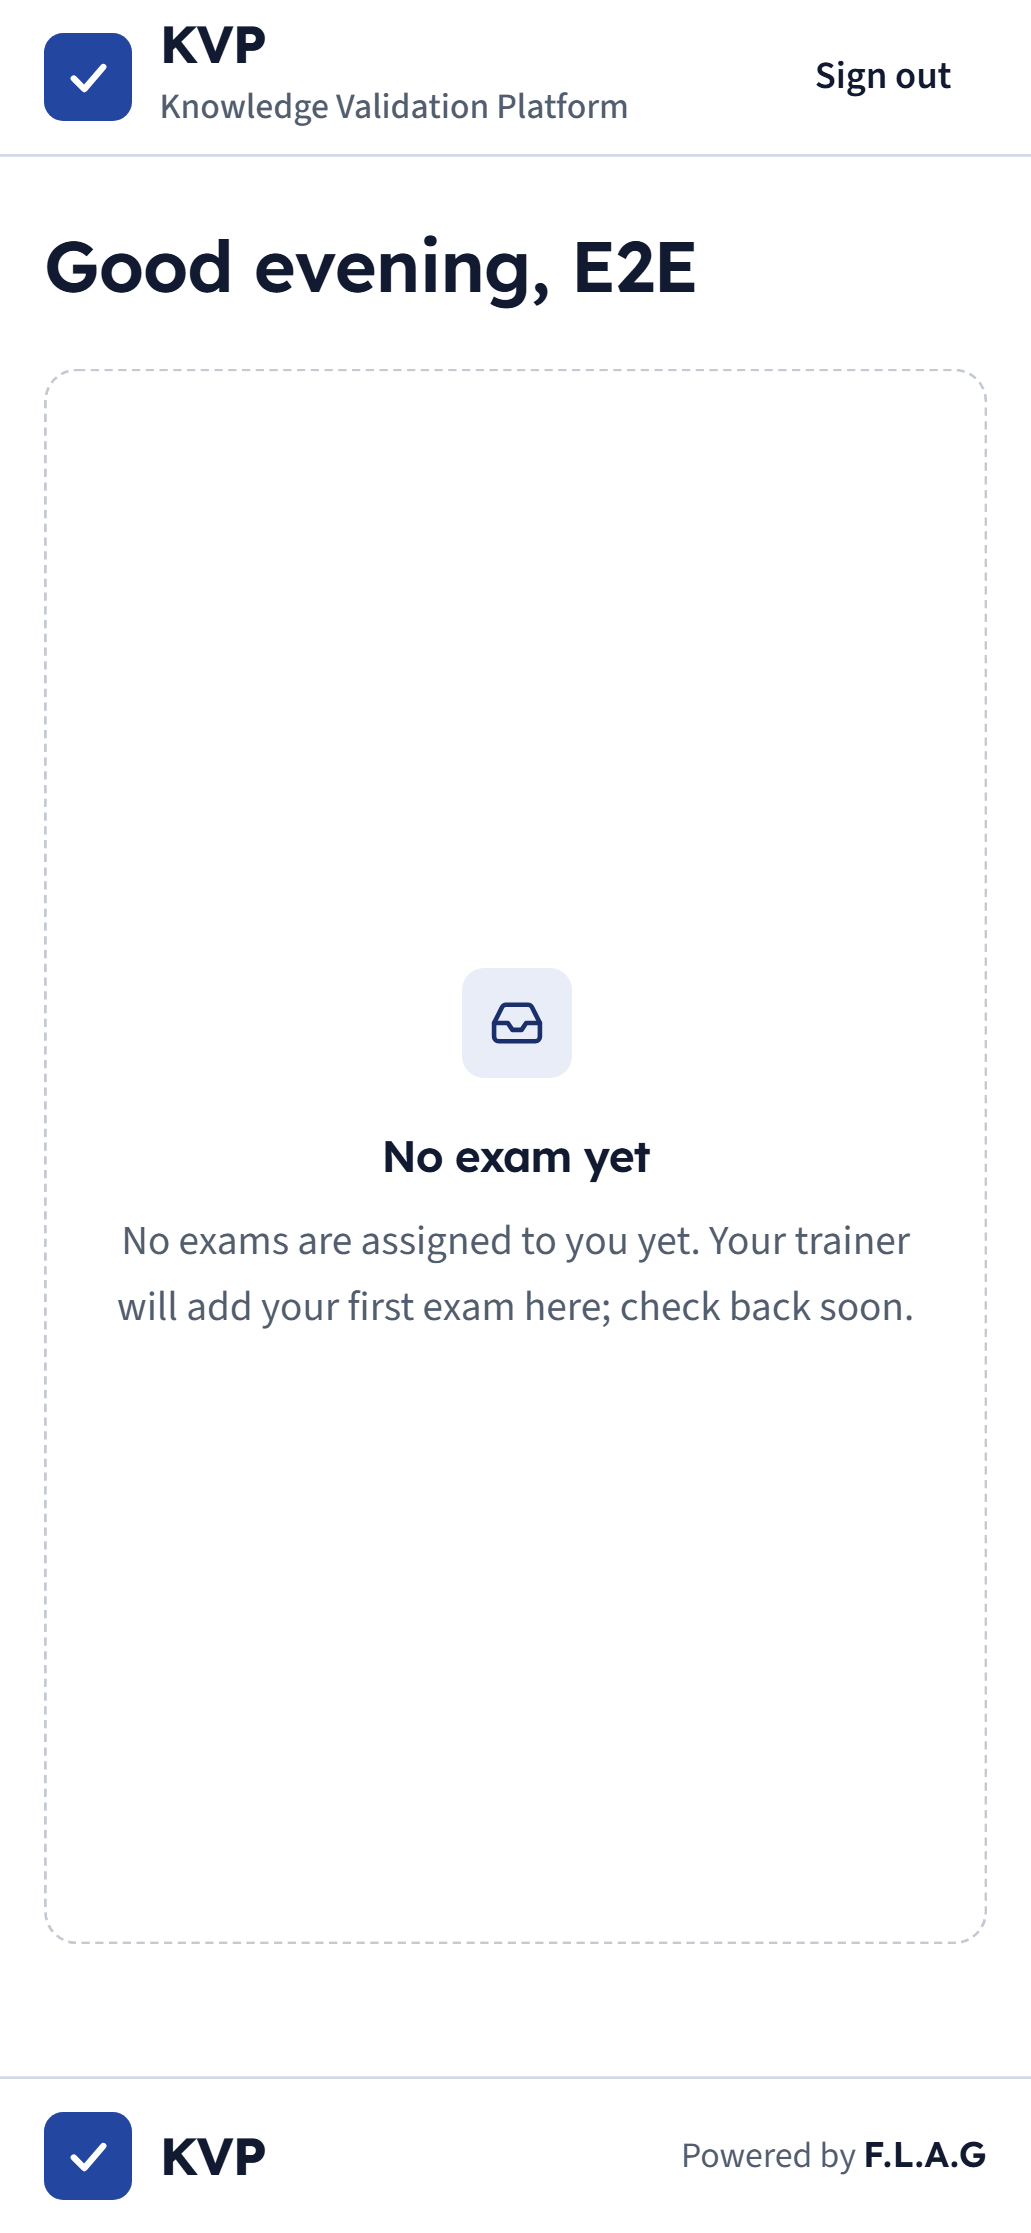 KVP
Knowledge Validation Platform
Sign out
Good evening, E2E
No exam yet
No exams are assigned to you yet. Your trainer
will add your first exam here; check back soon.
KVP
Powered by F.L.A.G